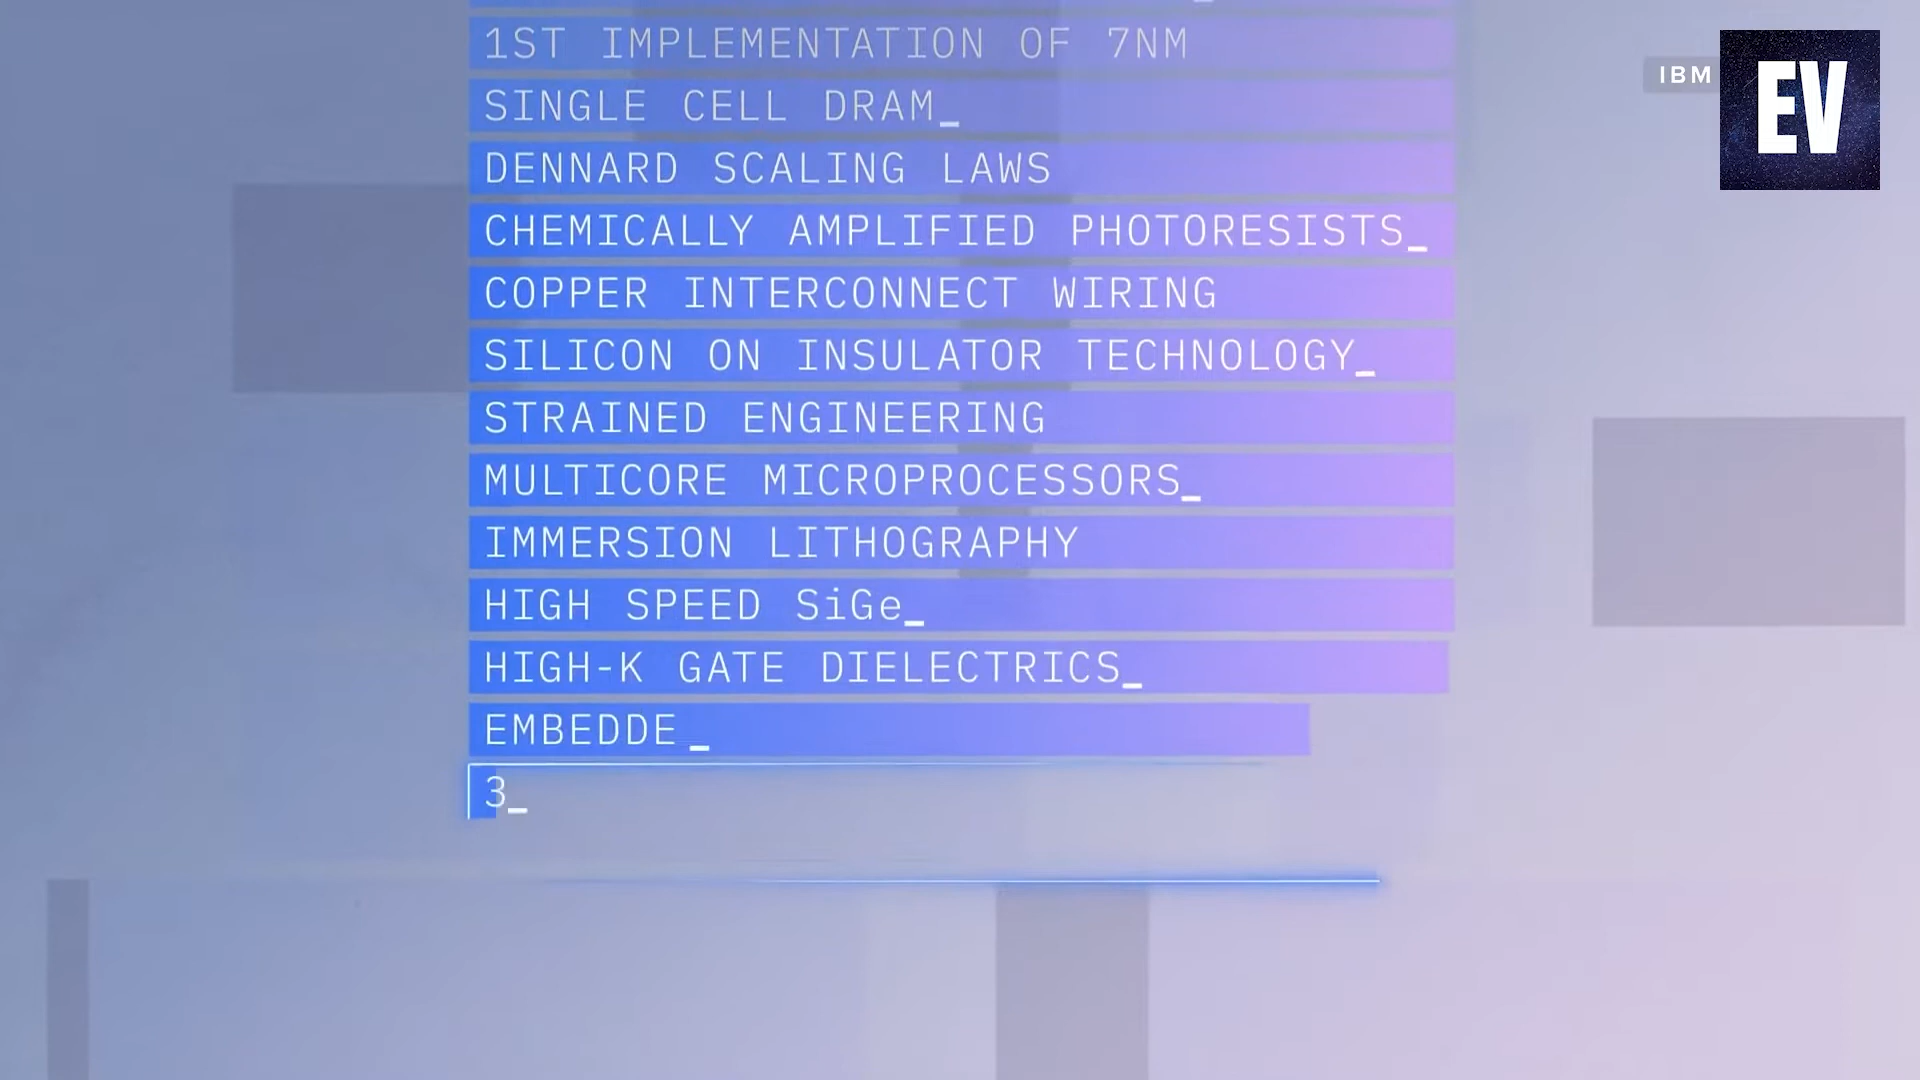 1ST IMPLEMENTATION OF 7NM
IBM
EV
SINGLE CELL DRAM_
DENNARD SCALING LAWS
CHEMICALLY AMPLIFIED PHOTORESISTS_
COPPER INTERCONNECT WIRING
SILICON ON INSULATOR TECHNOLOGY_
STRAINED ENGINEERING
MULTICORE MICROPROCESSORS_
IMMERSION LITHOGRAPHY
HIGH SPEED SiGe_
HIGH-K GATE DIELECTRICS_
EMBEDDE_
3_